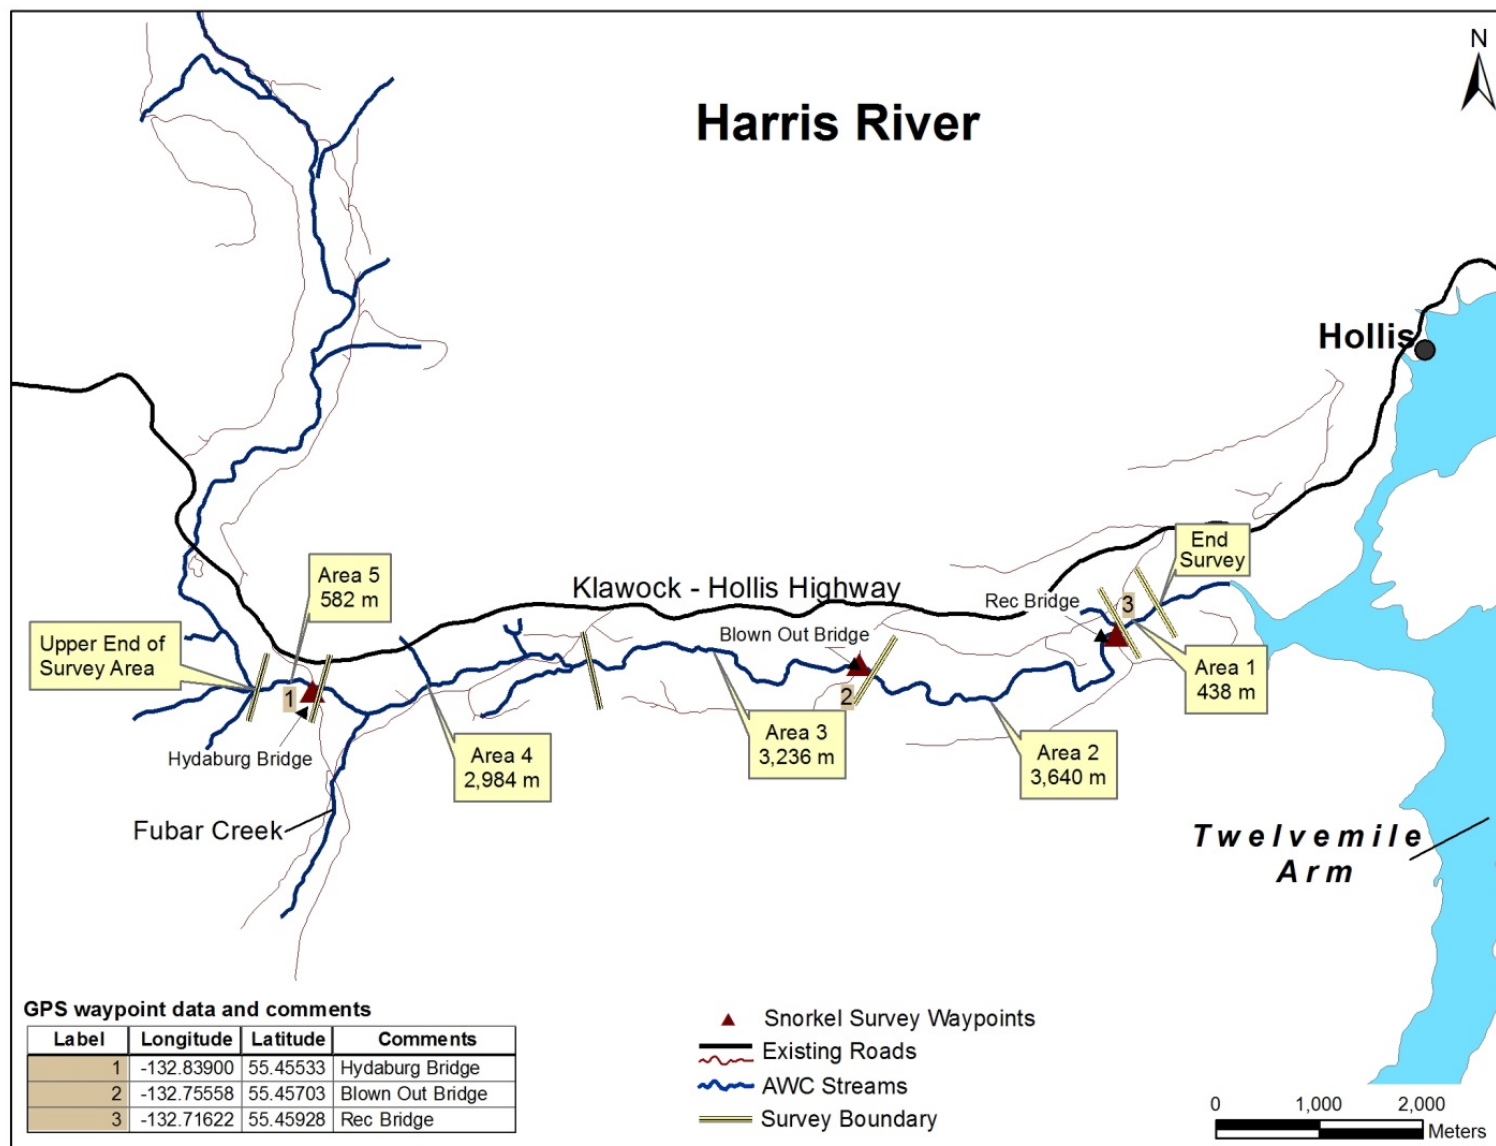 N
Harris River
Hollis
End
Survey
Area 5
582 m
Klawock - Hollis Highway
Rec Bridge
3
Blown Out Bridge
Upper End of
Survey Area
1
2
Area 1
438 m
Hydaburg Bridge
Area 4
2,984 m
Area 3
3,236 m
Area 2
3,640 m
Fubar Creek
Twelvemile
Arm
GPS waypoint data and comments
Label Longitude Latitude Comments
1 -132.83900 55.45533 Hydaburg Bridge
2 -132.75558 55.45703 Blown Out Bridge
3 -132.71622 55.45928 Rec Bridge
Snorkel Survey Waypoints
Existing Roads
AWC Streams
Survey Boundary
0 1,000 2,000
Meters